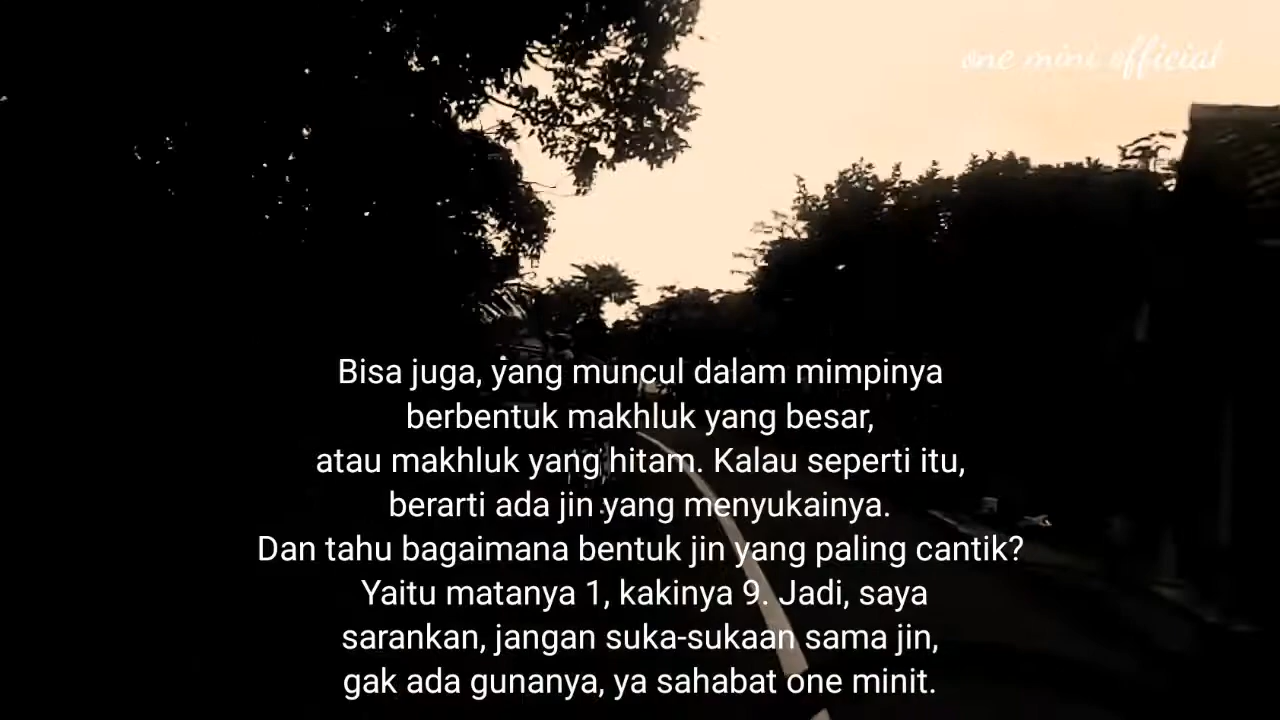 one mini official
Bisa juga, yang muncul dalam mimpinya
berbentuk makhluk yang besar,
atau makhluk yang hitam. Kalau seperti itu,
berarti ada jin yang menyukainya.
Dan tahu bagaimana bentuk jin yang paling cantik?
Yaitu matanya 1, kakinya 9. Jadi, saya
sarankan, jangan suka-sukaan sama jin,
gak ada gunanya, ya sahabat one minit.